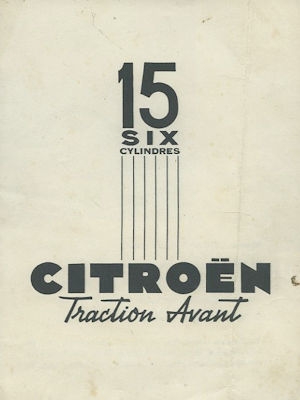 15
SIX
CYLINDRES
CITROËN
Traction Avant